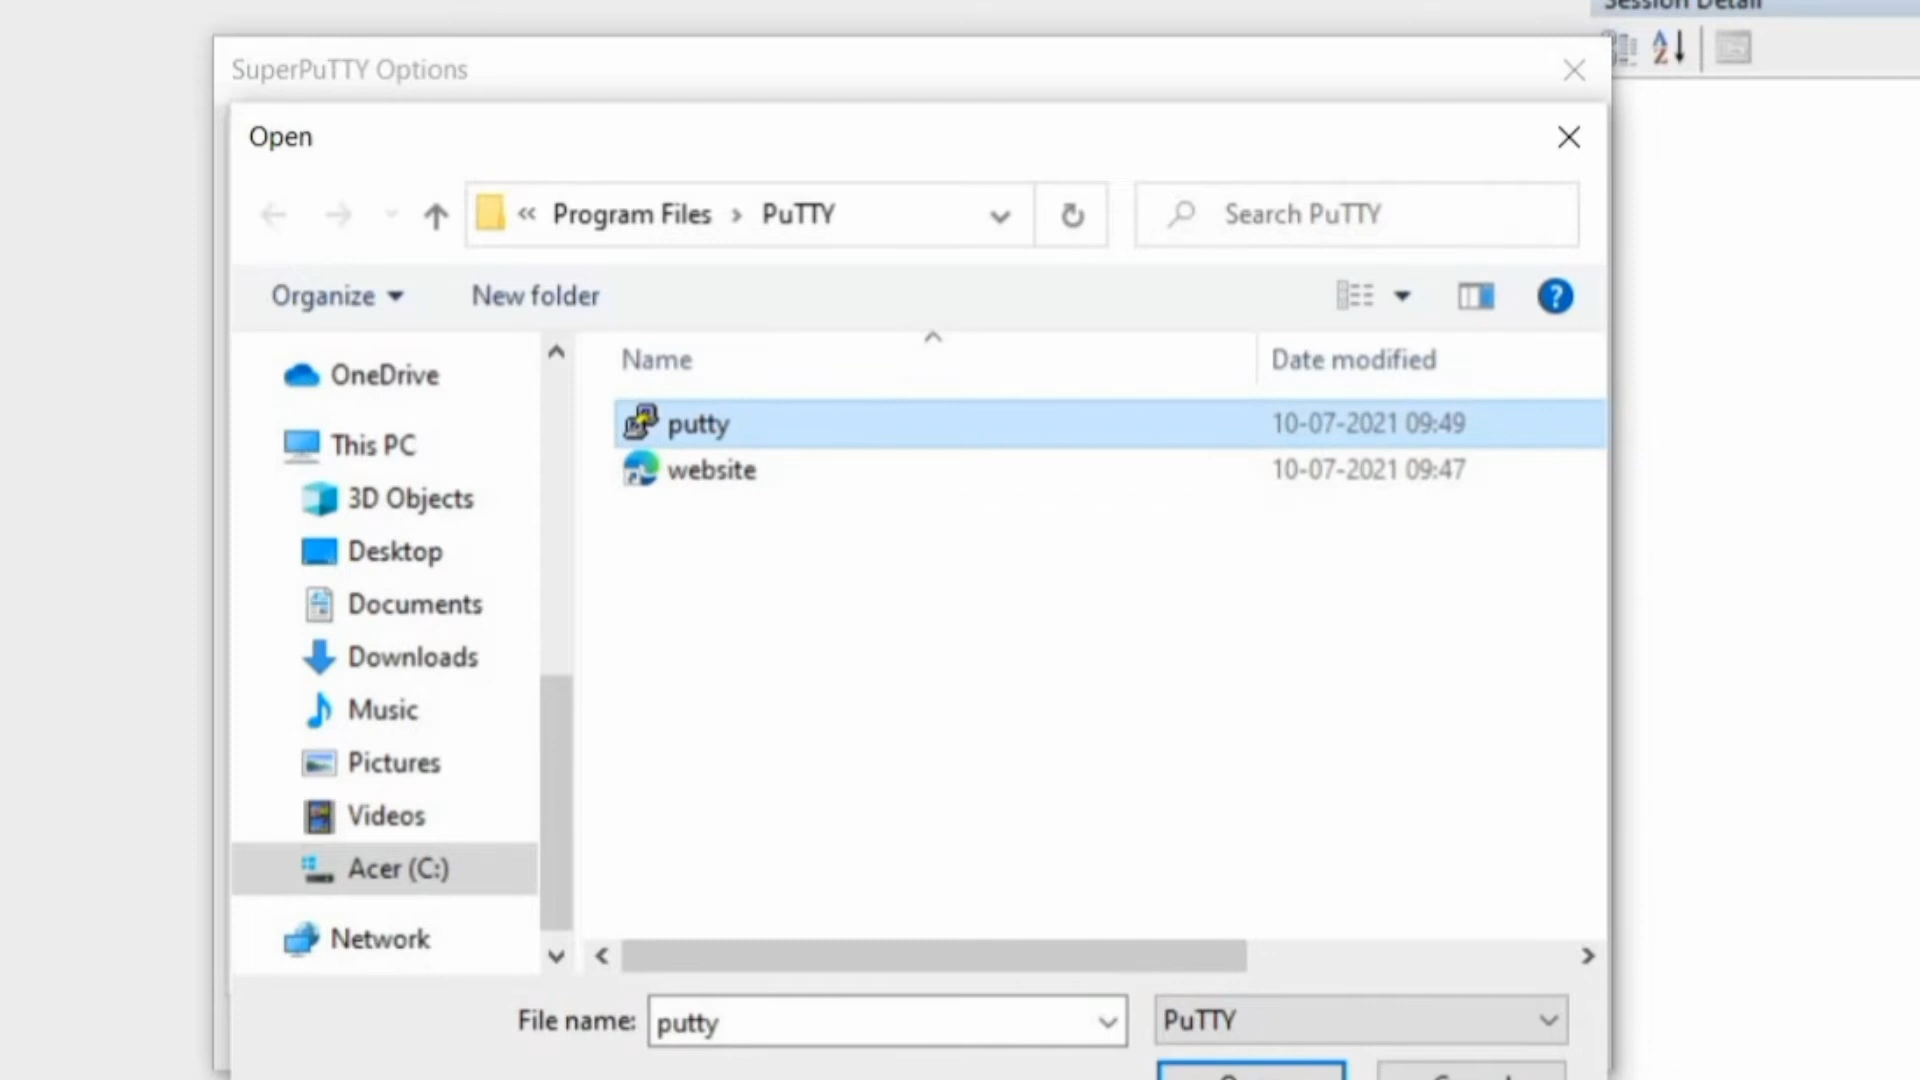 Session Detail
SuperPuTTY Options
Open
« Program Files › PuTTY
Search PuTTY
Organize
New folder
Name
Date modified
OneDrive
This PC
3D Objects
Desktop
Documents
Downloads
Music
Pictures
Videos
Acer (C:)
Network
putty 10-07-2021 09:49
website 10-07-2021 09:47
File name: putty
PuTTY